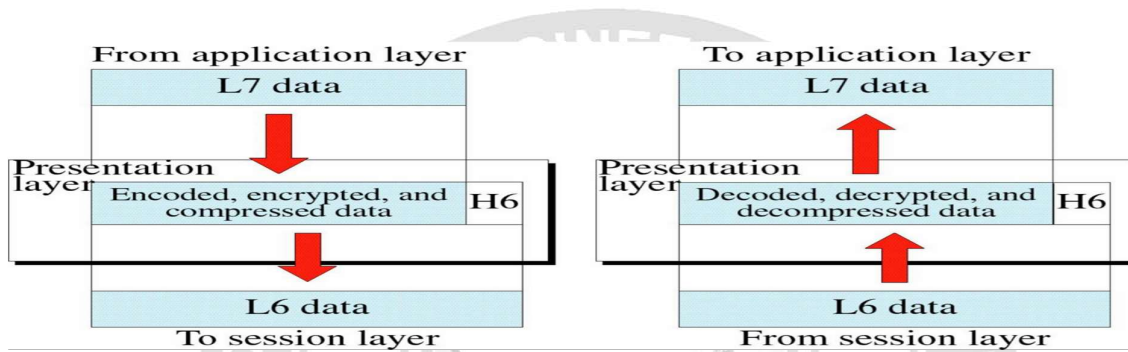 From application layer
L7 data
Presentation
layer
Encoded, encrypted, and
compressed data
H6
L6 data
To session layer
To application layer
L7 data
Presentation
layer
Decoded, decrypted, and
decompressed data
H6
L6 data
From session layer